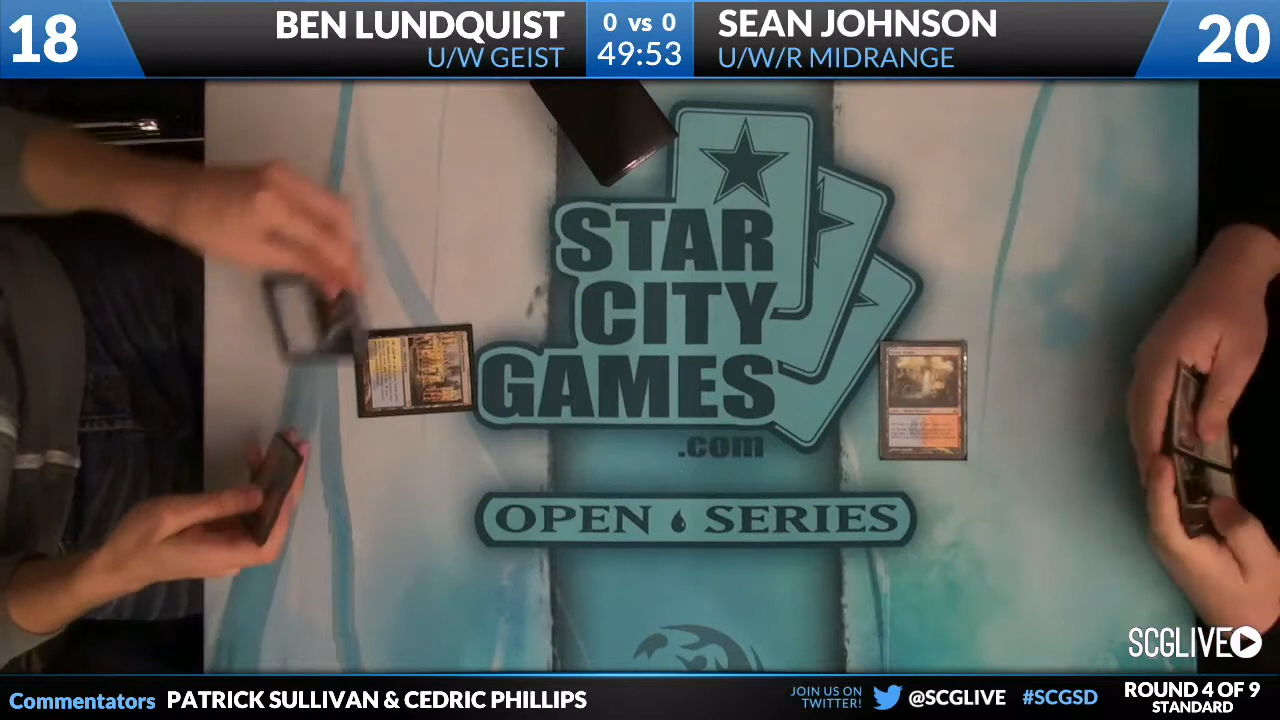 18
BEN LUNDQUIST
U/W GEIST
0 vs 0
49:53
SEAN JOHNSON
U/W/R MIDRANGE
20
STAR
CITY
GAMES
.com
OPEN SERIES
SCGLIVE
Commentators PATRICK SULLIVAN & CEDRIC PHILLIPS
JOIN US ON
TWITTER!
@SCGLIVE #SCGSD
ROUND 4 OF 9
STANDARD